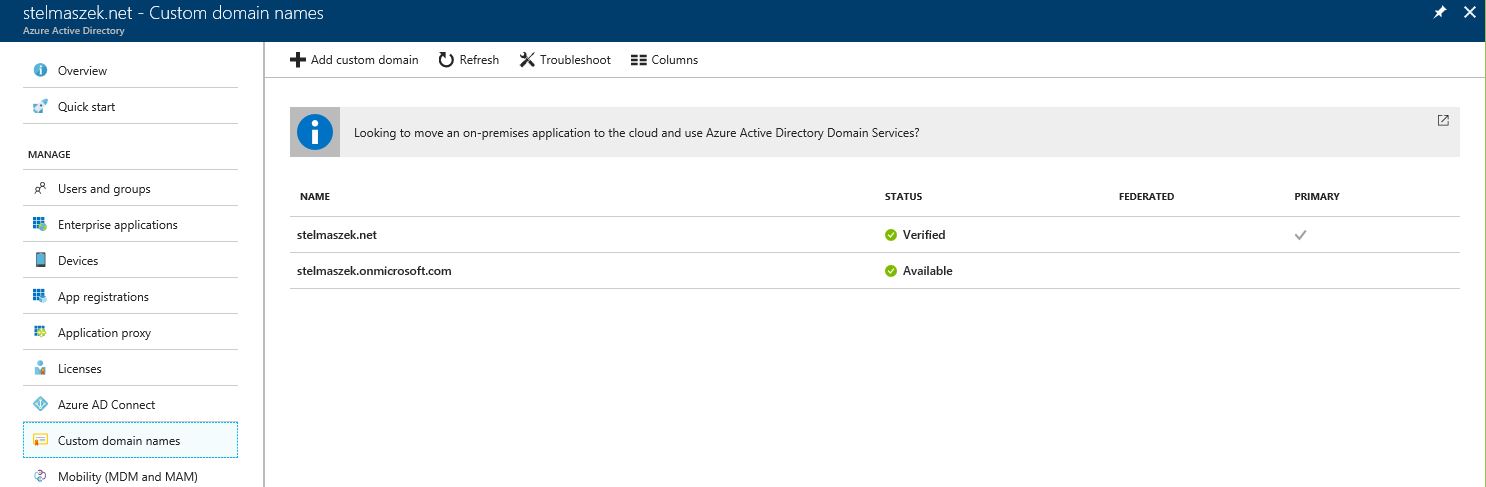 stelmaszek.net - Custom domain names
Azure Active Directory
Overview
Quick start
MANAGE
Users and groups
Enterprise applications
Devices
App registrations
Application proxy
Licenses
Azure AD Connect
Custom domain names
Mobility (MDM and MAM)
Add custom domain Refresh Troubleshoot Columns
Looking to move an on-premises application to the cloud and use Azure Active Directory Domain Services?
NAME STATUS FEDERATED PRIMARY
stelmaszek.net Verified
stelmaszek.onmicrosoft.com Available